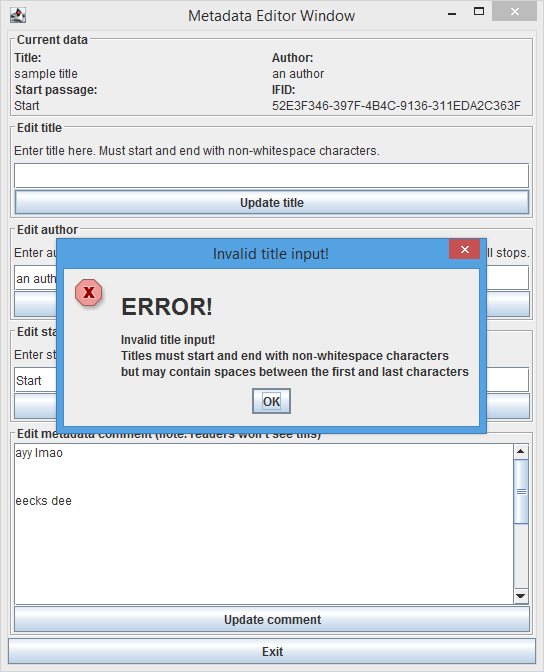 Metadata Editor Window
Current data
Title:
Author:
sample title
an author
Start passage:
IFID:
Start
52E3F346-397F-4B4C-9136-311EDA2C363F
Edit title
Enter title here. Must start and end with non-whitespace characters.
Update title
Edit author
Enter au
ll stops.
an auth
Invalid title input!
X
ERROR!
Invalid title input!
Titles must start and end with non-whitespace characters
but may contain spaces between the first and last characters
OK
Edit sta
Enter st
Start
Edit metadata comment (note: readers won't see this)
ayy lmao
eecks dee
Update comment
Exit